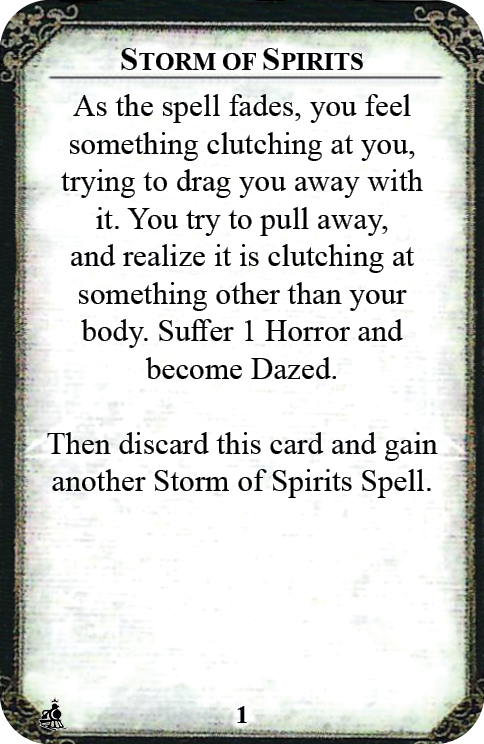 STORM OF SPIRITS
As the spell fades, you feel
something clutching at you,
trying to drag you away with
it. You try to pull away,
and realize it is clutching at
something other than your
body. Suffer 1 Horror and
become Dazed.
Then discard this card and gain
another Storm of Spirits Spell.
1